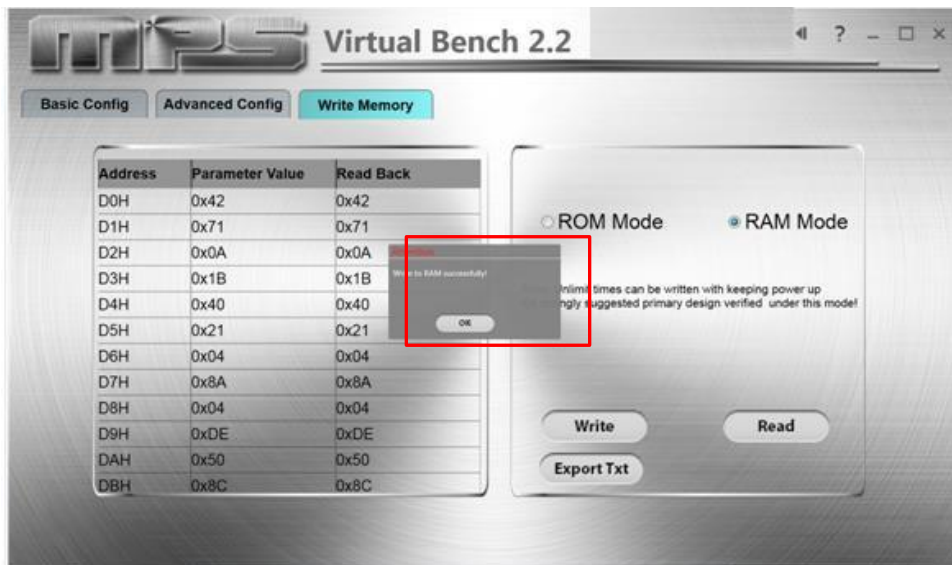 MPS Virtual Bench 2.2
Basic Config Advanced Config Write Memory
Address Parameter Value Read Back
D0H 0x42 0x42
D1H 0x71 0x71
D2H 0x0A 0x0A
D3H 0x1B 0x1B
D4H 0x40 0x40
D5H 0x21 0x21
D6H 0x04 0x04
D7H 0x8A 0x8A
D8H 0x04 0x04
D9H 0xDE 0xDE
DAH 0x50 0x50
DBH 0x8C 0x8C
Attention
Write to RAM successfully!
OK
ROM Mode RAM Mode
Unlimit times can be written with keeping power up
suggested primary design verified under this mode!
Write Read
Export Txt